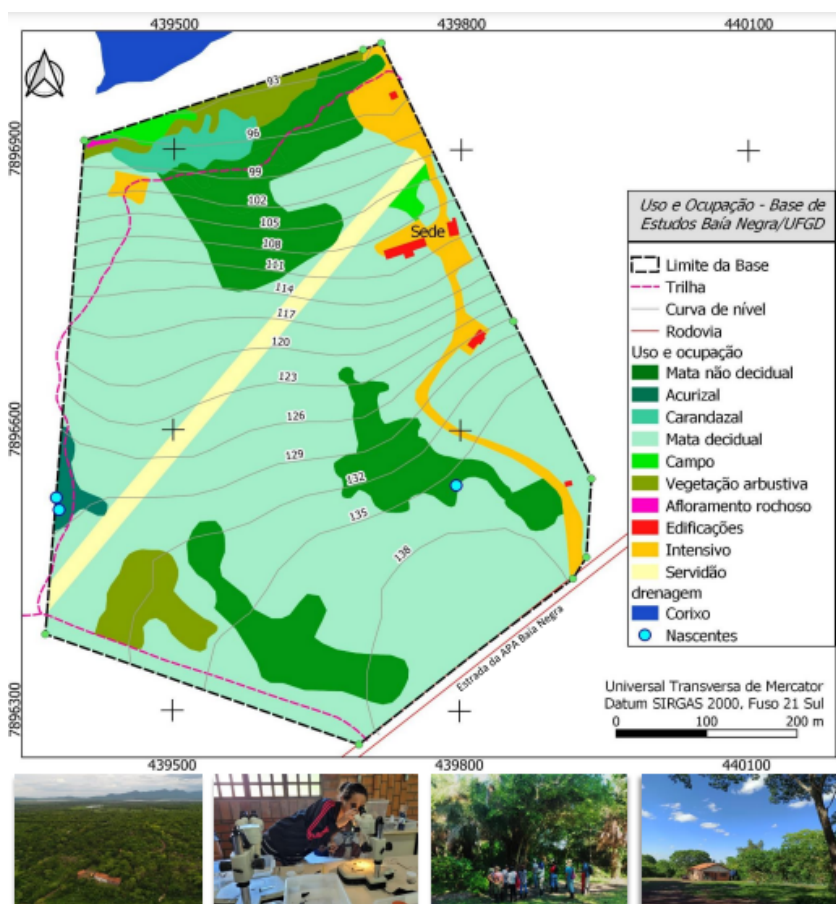 439500
439800
440100
7896900
7896600
7896300
93
96
99
102
105
108
111
114
117
120
123
126
129
132
135
138
Sede
Estrada da APA Baía Negra
Uso e Ocupação - Base de
Estudos Baía Negra/UFGD
Limite da Base
Trilha
Curva de nível
Rodovia
Uso e ocupação
Mata não decidual
Acurizal
Carandazal
Mata decidual
Campo
Vegetação arbustiva
Afloramento rochoso
Edificações
Intensivo
Servidão
drenagem
Corixo
Nascentes
Universal Transversa de Mercator
Datum SIRGAS 2000, Fuso 21 Sul
0 100 200 m
439500
439800
440100